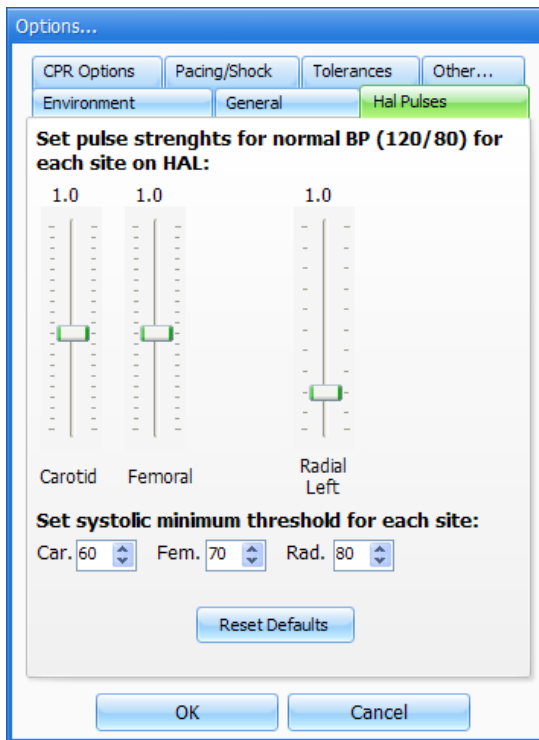 Options...
CPR Options Pacing/Shock Tolerances Other...
Environment General Hal Pulses
Set pulse strenghts for normal BP (120/80) for
each site on HAL:
1.0 1.0 1.0
Carotid Femoral Radial
Left
Set systolic minimum threshold for each site:
Car. 60 Fem. 70 Rad. 80
Reset Defaults
OK Cancel